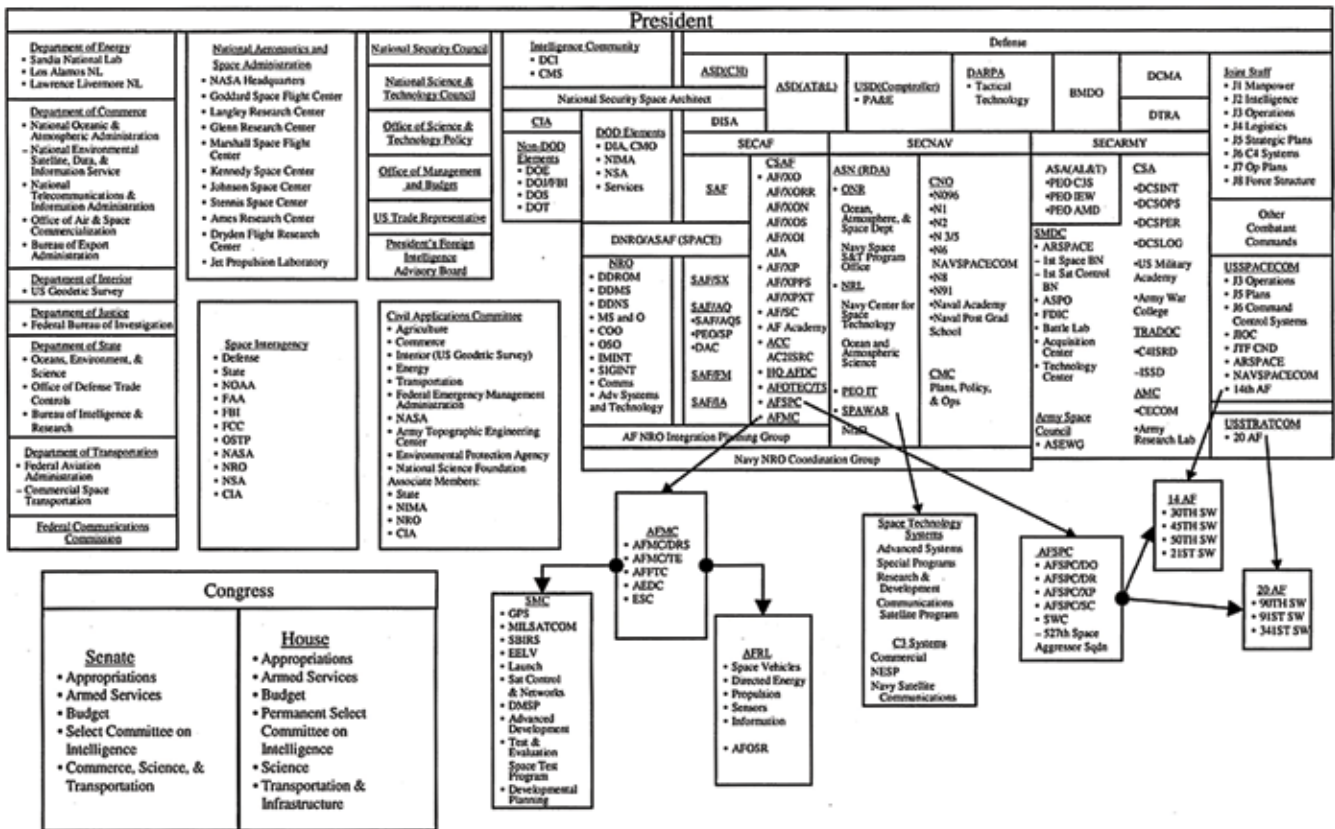 President
Department of Energy
• Sandia National Lab
• Los Alamos NL
• Lawrence Livermore NL
Department of Commerce
• National Oceanic &
Atmospheric Administration
– National Environmental
Satellite, Data, &
Information Service
• National
Telecommunications &
Information Administration
• Office of Air & Space
Commercialization
• Bureau of Export
Administration
Department of Interior
• US Geodetic Survey
Department of Justice
• Federal Bureau of Investigation
Department of State
• Oceans, Environment, &
Science
• Office of Defense Trade
Controls
• Bureau of Intelligence &
Research
Department of Transportation
• Federal Aviation
Administration
– Commercial Space
Transportation
Federal Communications
Commission
National Aeronautics and
Space Administration
• NASA Headquarters
• Goddard Space Flight Center
• Langley Research Center
• Glenn Research Center
• Marshall Space Flight
Center
• Kennedy Space Center
• Johnson Space Center
• Stennis Space Center
• Ames Research Center
• Dryden Flight Research
Center
• Jet Propulsion Laboratory
Space Interagency
• Defense
• State
• NOAA
• FAA
• FBI
• FCC
• OSTP
• NASA
• NRO
• NSA
• CIA
National Security Council
National Science &
Technology Council
Office of Science &
Technology Policy
Office of Management
and Budget
US Trade Representative
President's Foreign
Intelligence
Advisory Board
Civil Applications Committee
• Agriculture
• Commerce
• Interior (US Geodetic Survey)
• Energy
• Transportation
• Federal Emergency Management
Administration
• NASA
• Army Topographic Engineering
Center
• Environmental Protection Agency
• National Science Foundation
Associate Members:
• State
• NIMA
• NRO
• CIA
Intelligence Community
• DCI
• CMS
National Security Space Architect
CIA
Non-DOD
Elements
• DOE
• DOJ/FBI
• DOS
• DOT
DOD Elements
• DIA, CMO
• NIMA
• NSA
• Services
DNRO/ASAF (SPACE)
NRO
• DDROM
• DDMS
• DDNS
• MS and O
• COO
• OSO
• IMINT
• SIGINT
• Comms
• Adv Systems
and Technology
Defense
ASD(C3I)
DISA
ASD(AT&L)
USD(Comptroller)
• PA&E
DARPA
• Tactical
Technology
BMDO
DCMA
DTRA
SECAF
SAF
SAF/SX
SAF/AQ
•SAF/AQS
•PEO/SP
•DAC
SAF/FM
SAF/IA
CSAF
• AF/XO
AF/XORR
AF/XON
AF/XOS
AF/XOI
AIA
• AF/XP
AF/XPPS
AF/XPXT
• AF/SC
• AF Academy
• ACC
AC2ISRC
• HQ AFDC
• AFOTEC/TS
• AFSPC
• AFMC
AF NRO Integration Planning Group
Navy NRO Coordination Group
SECNAV
ASN (RDA)
• ONR
Ocean,
Atmosphere, &
Space Dept
Navy Space
S&T Program
Office
• NRL
Navy Center for
Space
Technology
Ocean and
Atmospheric
Science
• PEO IT
• SPAWAR
CNO
•N096
•N1
•N2
•N 3/5
•N6
NAVSPACECOM
•N8
•N91
•Naval Academy
•Naval Post Grad
School
CMC
Plans, Policy,
& Ops
SECARMY
ASA(AL&T)
•PEO C3S
•PEO IEW
•PEO AMD
SMDC
• ARSPACE
– 1st Space BN
– 1st Sat Control
BN
• ASPO
• FDIC
• Battle Lab
• Acquisition
Center
• Technology
Center
Army Space
Council
• ASEWG
CSA
•DCSINT
•DCSOPS
•DCSPER
•DCSLOG
•US Military
Academy
•Army War
College
TRADOC
•C4ISRD
–ISSD
AMC
•CECOM
•Army
Research Lab
Joint Staff
• J1 Manpower
• J2 Intelligence
• J3 Operations
• J4 Logistics
• J5 Strategic Plans
• J6 C4 Systems
• J7 Op Plans
• J8 Force Structure
Other
Combatant
Commands
USSPACECOM
• J3 Operations
• J5 Plans
• J6 Command
Control Systems
• JIOC
• JTF CND
• ARSPACE
• NAVSPACECOM
• 14th AF
USSTRATCOM
• 20 AF
AFMC
• AFMC/DRS
• AFMC/TE
• AFFTC
• AEDC
• ESC
SMC
• GPS
• MILSATCOM
• SBIRS
• EELV
• Launch
• Sat Control
& Networks
• DMSP
• Advanced
Development
• Test &
Evaluation
Space Test
Program
• Developmental
Planning
AFRL
• Space Vehicles
• Directed Energy
• Propulsion
• Sensors
• Information
• AFOSR
Space Technology
Systems
Advanced Systems
Special Programs
Research &
Development
Communications
Satellite Program
C3 Systems
Commercial
NESP
Navy Satellite
Communications
AFSPC
• AFSPC/DO
• AFSPC/DR
• AFSPC/XP
• AFSPC/SC
• SWC
– 527th Space
Aggressor Sqdn
14 AF
• 30TH SW
• 45TH SW
• 50TH SW
• 21ST SW
20 AF
• 90TH SW
• 91ST SW
• 341ST SW
Congress
Senate
• Appropriations
• Armed Services
• Budget
• Select Committee on
Intelligence
• Commerce, Science, &
Transportation
House
• Appropriations
• Armed Services
• Budget
• Permanent Select
Committee on
Intelligence
• Science
• Transportation &
Infrastructure